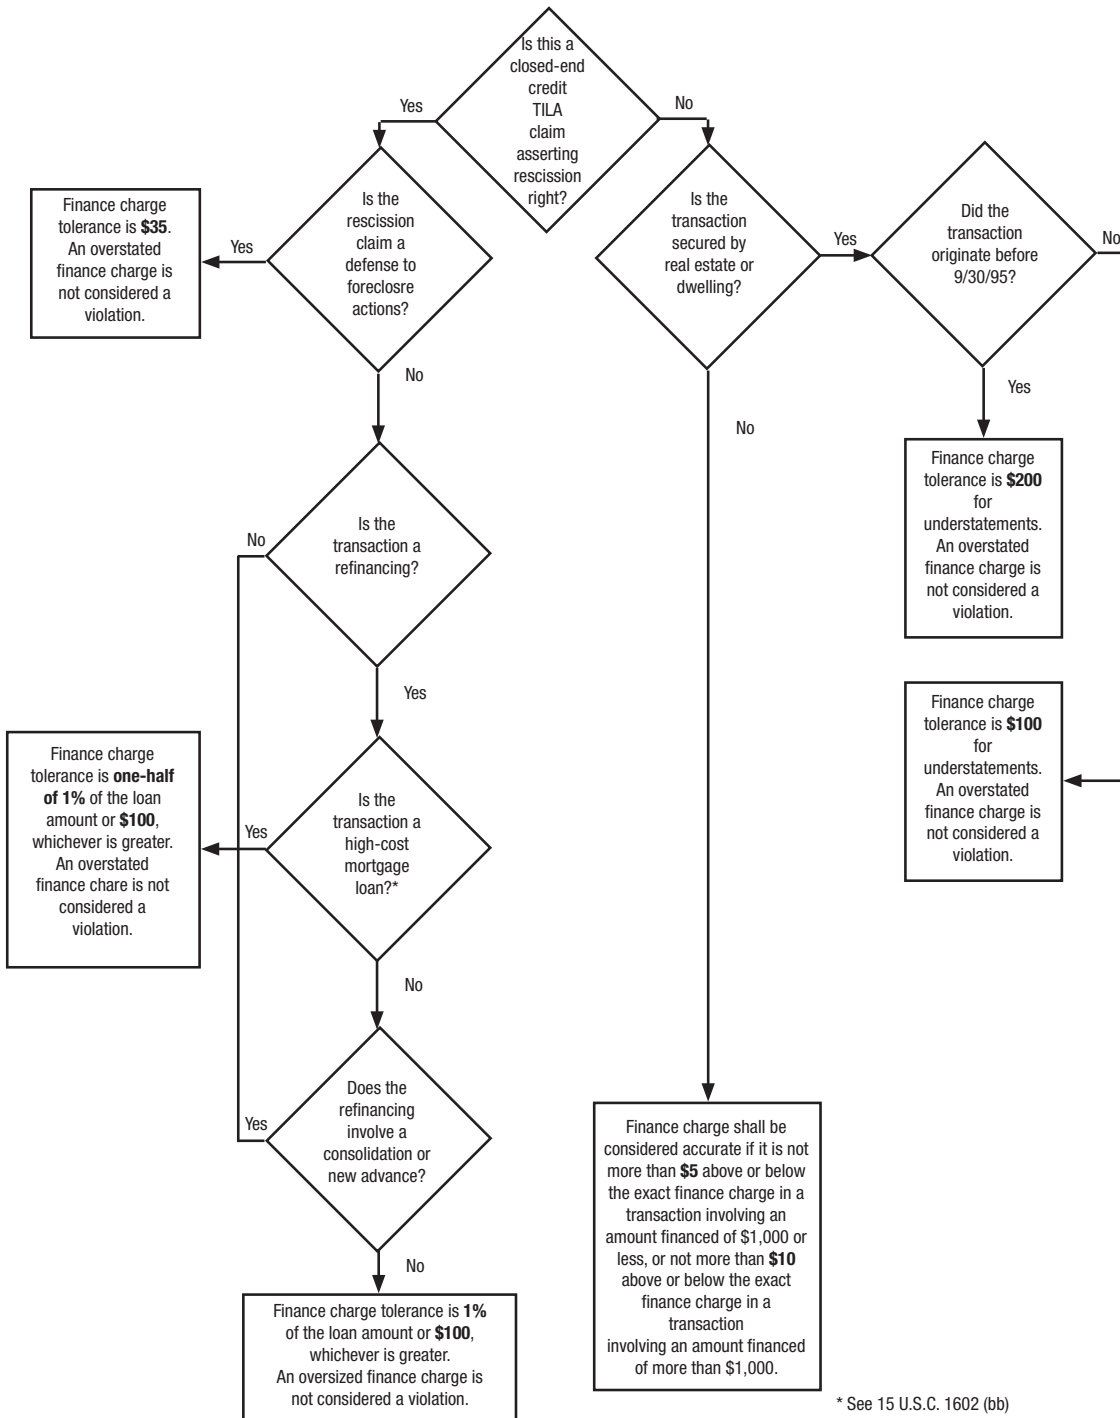 Is this a
closed-end
credit
TILA
claim
asserting
rescission
right?
Yes
No
Is the
rescission
claim a
defense to
foreclosre
actions?
Yes
Finance charge
tolerance is $35.
An overstated
finance charge is
not considered a
violation.
No
Is the
transaction a
refinancing?
No
Yes
Is the
transaction a
high-cost
mortgage
loan?*
Yes
Finance charge
tolerance is one-half
of 1% of the loan
amount or $100,
whichever is greater.
An overstated
finance chare is not
considered a
violation.
No
Does the
refinancing
involve a
consolidation or
new advance?
Yes
No
Finance charge tolerance is 1%
of the loan amount or $100,
whichever is greater.
An oversized finance charge is
not considered a violation.
Is the
transaction
secured by
real estate or
dwelling?
Yes
No
Finance charge shall be
considered accurate if it is not
more than $5 above or below
the exact finance charge in a
transaction involving an
amount financed of $1,000 or
less, or not more than $10
above or below the exact
finance charge in a
transaction
involving an amount financed
of more than $1,000.
Did the
transaction
originate before
9/30/95?
No
Yes
Finance charge
tolerance is $200
for
understatements.
An overstated
finance charge is
not considered a
violation.
Finance charge
tolerance is $100
for
understatements.
An overstated
finance charge is
not considered a
violation.
* See 15 U.S.C. 1602 (bb)